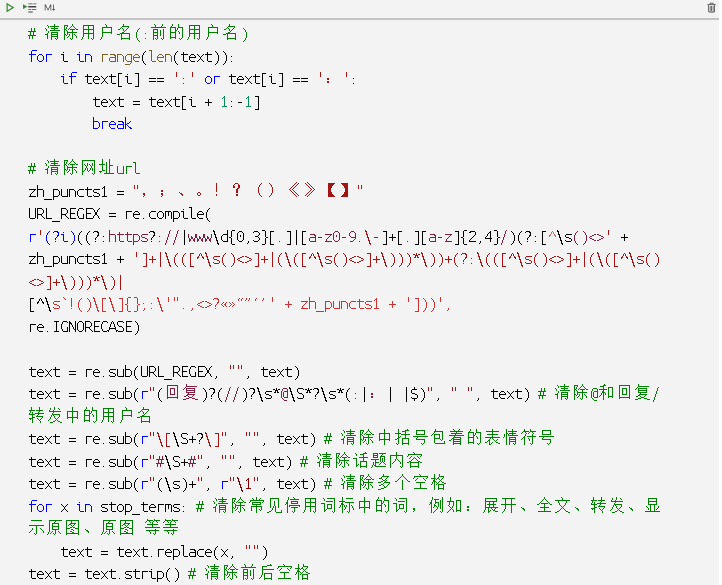 M↓
# 清除用户名(:前的用户名)
for i in range(len(text)):
    if text[i] == ':' or text[i] == '：':
        text = text[i + 1:-1]
        break
# 清除网址url
zh_puncts1 = "，；、。！？（）《》【】"
URL_REGEX = re.compile(
r'(?i)((?:https?://|www\d{0,3}[.]|[a-z0-9.\-]+[.][a-z]{2,4}/)(?:[^\s()<>' +
zh_puncts1 + ']+|\(([^\s()<>]+|(\([^\s()<>]+\)))*\))+(?:\(([^\s()<>]+|(\([^\s()
<>]+\)))*\)|
[^\s`!()\[\]{};:\'".,<>?«»“”‘’' + zh_puncts1 + ']))',
re.IGNORECASE)
text = re.sub(URL_REGEX, "", text)
text = re.sub(r"(回复)?(//)?\s*@\S*?\s*(:|：| |$)", " ", text) # 清除@和回复/
转发中的用户名
text = re.sub(r"\[\S+?\]", "", text) # 清除中括号包着的表情符号
text = re.sub(r"#\S+#", "", text) # 清除话题内容
text = re.sub(r"(\s)+", r"\1", text) # 清除多个空格
for x in stop_terms: # 清除常见停用词标中的词，例如：展开、全文、转发、显
示原图、原图 等等
    text = text.replace(x, "")
text = text.strip() # 清除前后空格